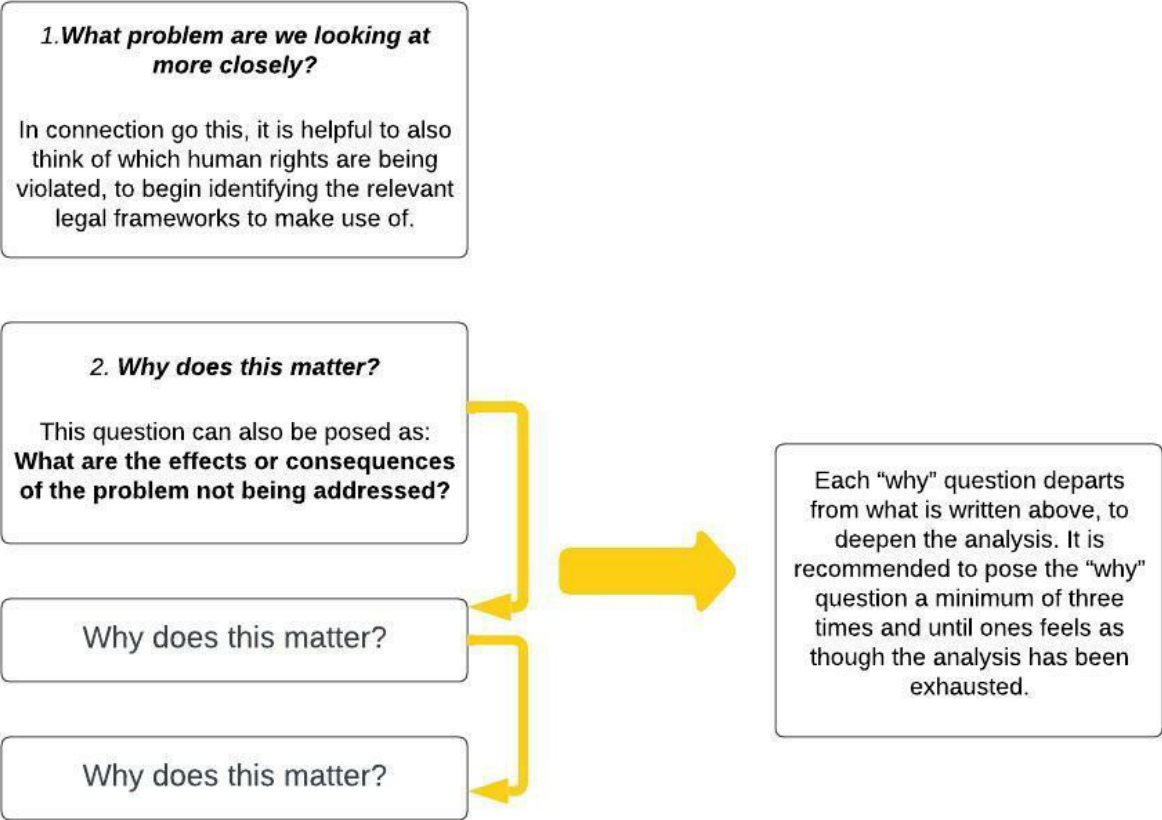 1.What problem are we looking at
more closely?
In connection go this, it is helpful to also
think of which human rights are being
violated, to begin identifying the relevant
legal frameworks to make use of.
2. Why does this matter?
This question can also be posed as:
What are the effects or consequences
of the problem not being addressed?
Why does this matter?
Why does this matter?
Each “why” question departs
from what is written above, to
deepen the analysis. It is
recommended to pose the “why”
question a minimum of three
times and until ones feels as
though the analysis has been
exhausted.